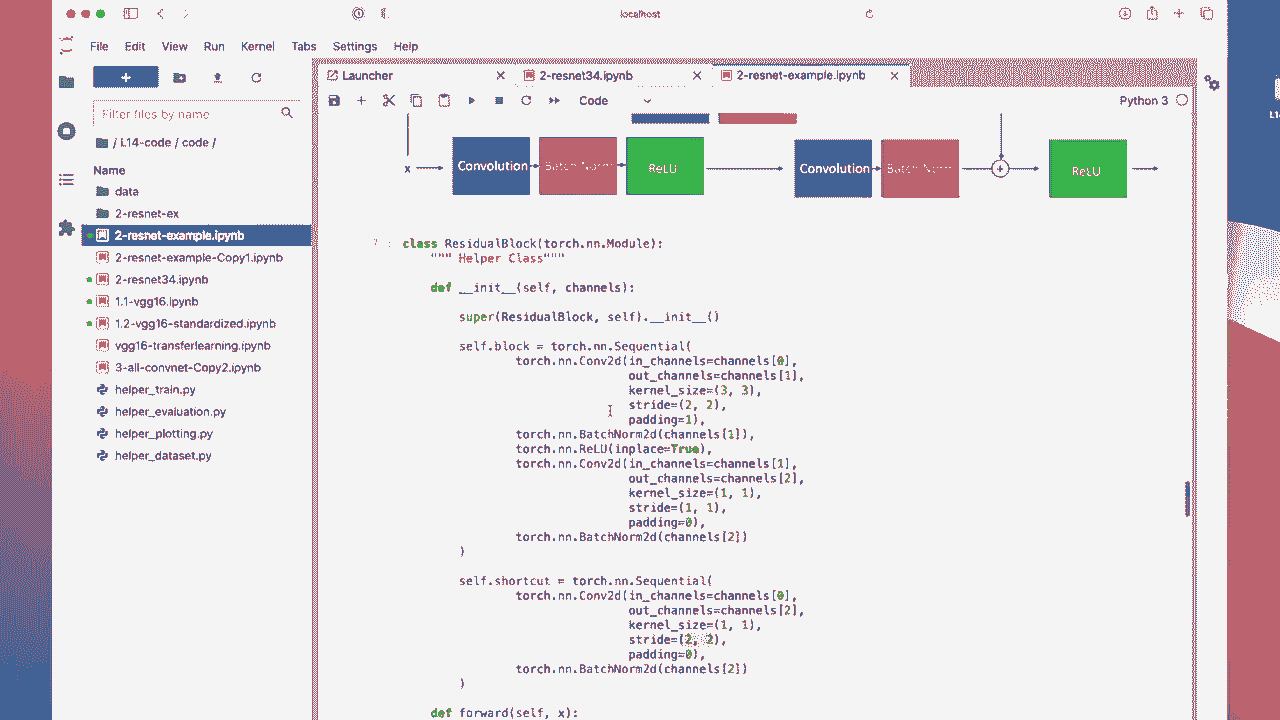 localhost
File Edit View Run Kernel Tabs Settings Help
+
Filter files by name
/ L14-code / code /
Name
data
2-resnet-ex
2-resnet-example.ipynb
2-resnet-example-Copy1.ipynb
2-resnet34.ipynb
1.1-vgg16.ipynb
1.2-vgg16-standardized.ipynb
vgg16-transferlearning.ipynb
3-all-convnet-Copy2.ipynb
helper_train.py
helper_evaluation.py
helper_plotting.py
helper_dataset.py
Launcher 2-resnet34.ipynb 2-resnet-example.ipynb
Code Python 3
x Convolution Batch Norm ReLU Convolution Batch Norm + ReLU
class ResidualBlock(torch.nn.Module):
""" Helper Class"""
def __init__(self, channels):
super(ResidualBlock, self).__init__()
self.block = torch.nn.Sequential(
torch.nn.Conv2d(in_channels=channels[0],
out_channels=channels[1],
kernel_size=(3, 3),
stride=(2, 2),
padding=1),
torch.nn.BatchNorm2d(channels[1]),
torch.nn.ReLU(inplace=True),
torch.nn.Conv2d(in_channels=channels[1],
out_channels=channels[2],
kernel_size=(1, 1),
stride=(1, 1),
padding=0),
torch.nn.BatchNorm2d(channels[2])
)
self.shortcut = torch.nn.Sequential(
torch.nn.Conv2d(in_channels=channels[0],
out_channels=channels[2],
kernel_size=(1, 1),
stride=(2, 2),
padding=0),
torch.nn.BatchNorm2d(channels[2])
)
def forward(self, x):